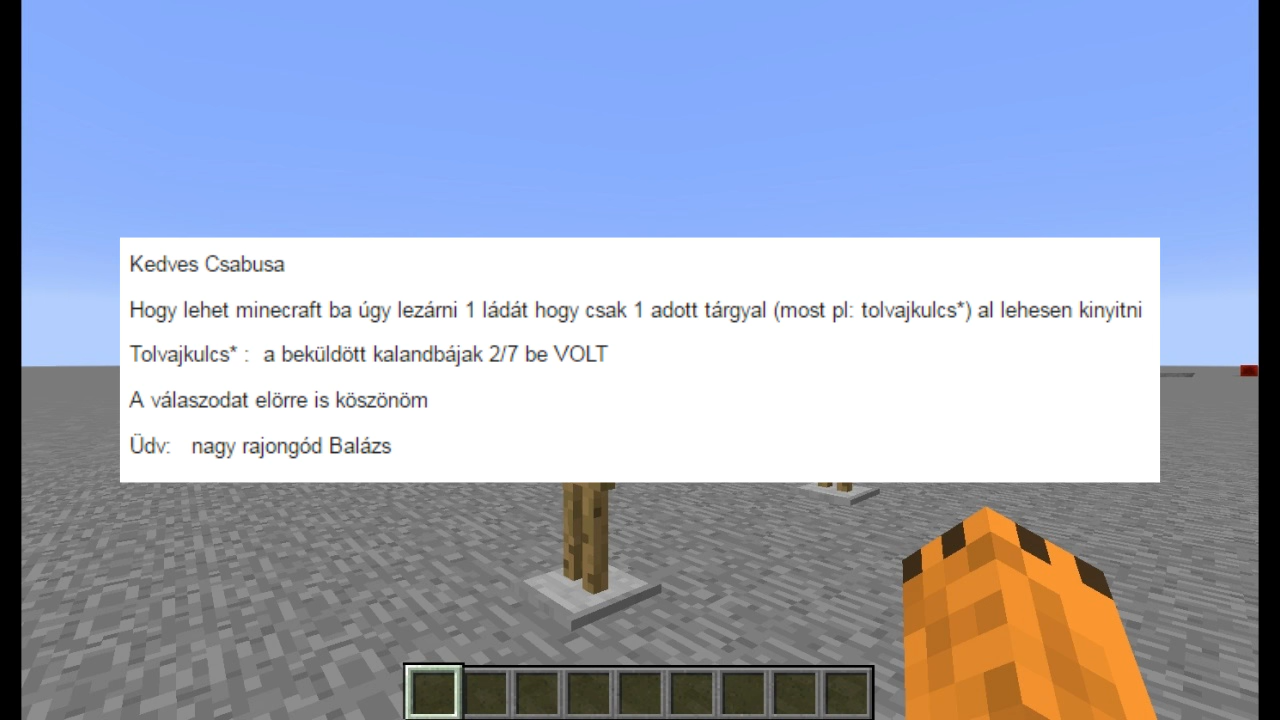 Kedves Csabusa
Hogy lehet minecraft ba úgy lezárni 1 ládát hogy csak 1 adott tárgyal (most pl: tolvajkulcs*) al lehesen kinyitni
Tolvajkulcs* : a beküldött kalandbájak 2/7 be VOLT
A válaszodat elörre is köszönöm
Üdv: nagy rajongód Balázs